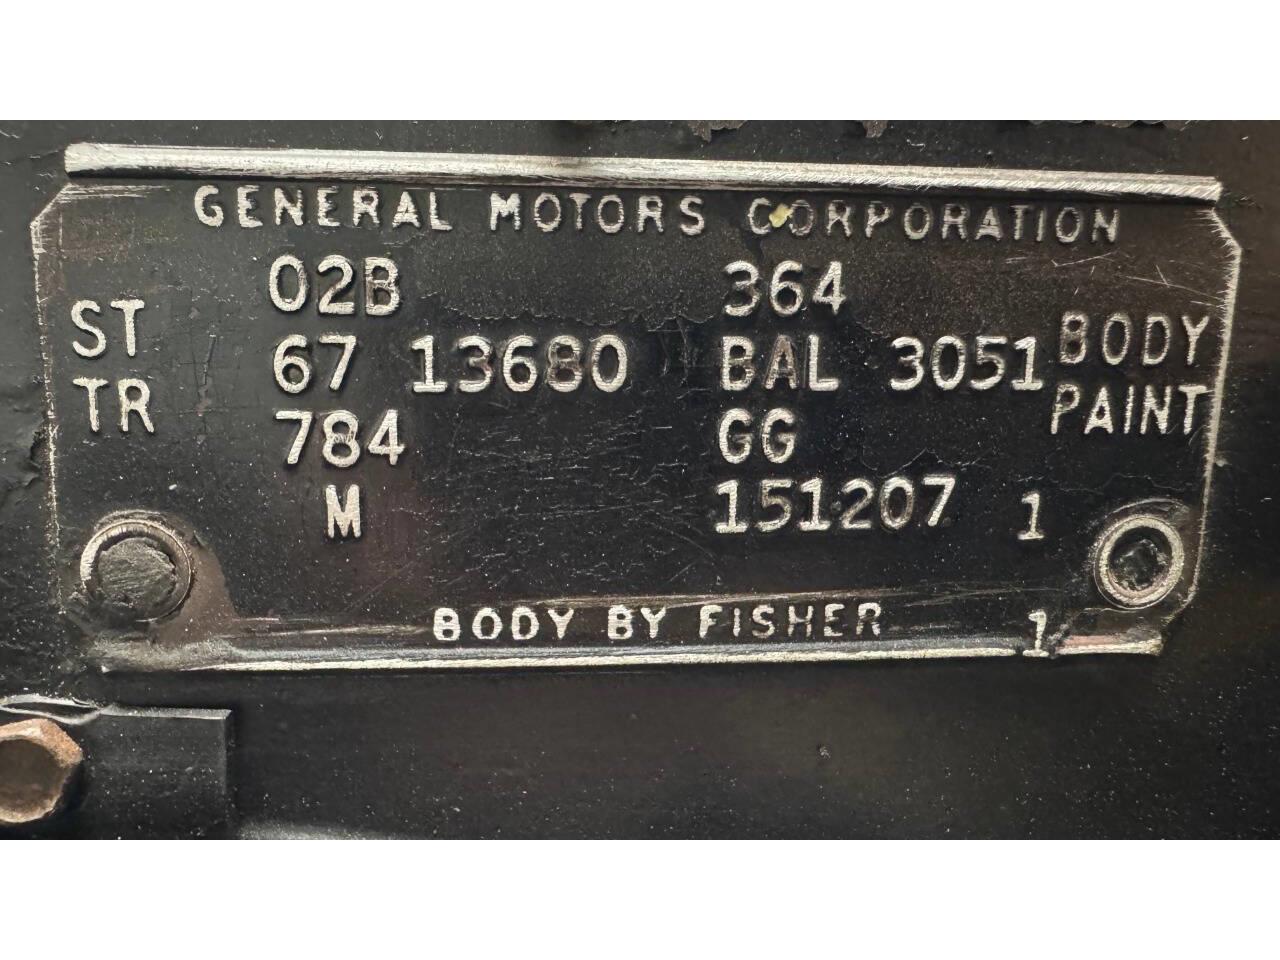 GENERAL MOTORS CORPORATION
02B 364
ST 67 13680 BAL 3051 BODY
TR 784 GG PAINT
M 151207 1
BODY BY FISHER 1